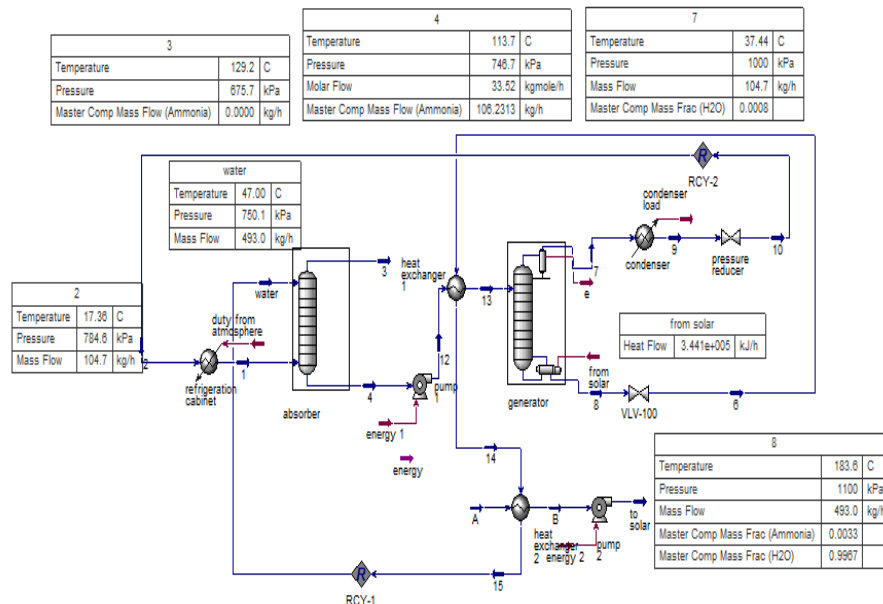 3
Temperature 129.2 C
Pressure 675.7 kPa
Master Comp Mass Flow (Ammonia) 0.0000 kg/h
4
Temperature 113.7 C
Pressure 746.7 kPa
Molar Flow 33.52 kgmole/h
Master Comp Mass Flow (Ammonia) 106.2313 kg/h
7
Temperature 37.44 C
Pressure 1000 kPa
Mass Flow 104.7 kg/h
Master Comp Mass Frac (H2O) 0.0008
R
RCY-2
water
Temperature 47.00 C
Pressure 750.1 kPa
Mass Flow 493.0 kg/h
condenser
load
7
9
10
condenser
pressure
reducer
3
heat
exchanger
1
13
e
water
2
Temperature 17.36 C
Pressure 784.6 kPa
Mass Flow 104.7 kg/h
duty from
atmosphere
2
1
refrigeration
cabinet
absorber
4
12
pump
1
energy 1
energy
generator
from
solar
8
VLV-100
6
from solar
Heat Flow 3.441e+005 kJ/h
14
A
B
to
solar
heat
exchanger
2
energy 2
pump
2
8
Temperature 183.6 C
Pressure 1100 kPa
Mass Flow 493.0 kg/h
Master Comp Mass Frac (Ammonia) 0.0033
Master Comp Mass Frac (H2O) 0.9967
R
RCY-1
15